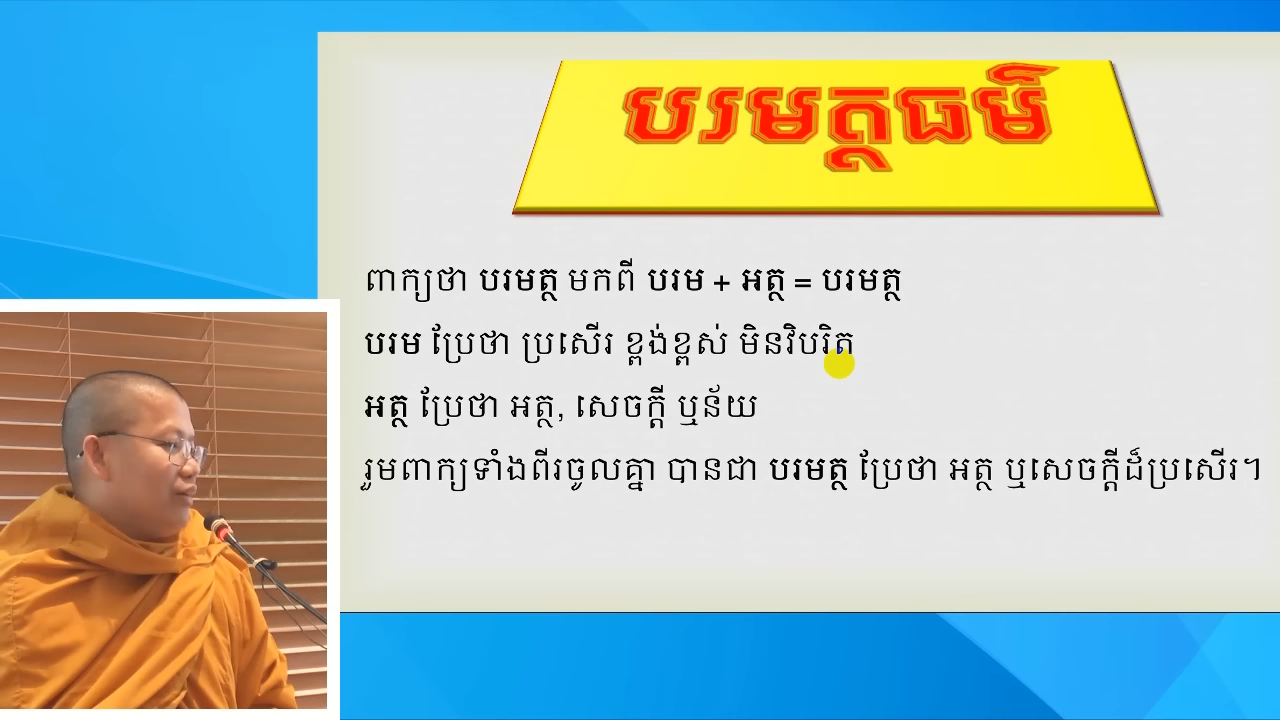 បរមត្ថធម៌
ពាក្យថា បរមត្ថ មកពី បរម + អត្ថ = បរមត្ថ
បរម ប្រែថា ប្រសើរ ខ្ពង់ខ្ពស់ មិនវិបរិត
អត្ថ ប្រែថា អត្ថ, សេចក្ដី ឬន័យ
រួមពាក្យទាំងពីរចូលគ្នា បានជា បរមត្ថ ប្រែថា អត្ថ ឬសេចក្ដីដ៏ប្រសើរ។